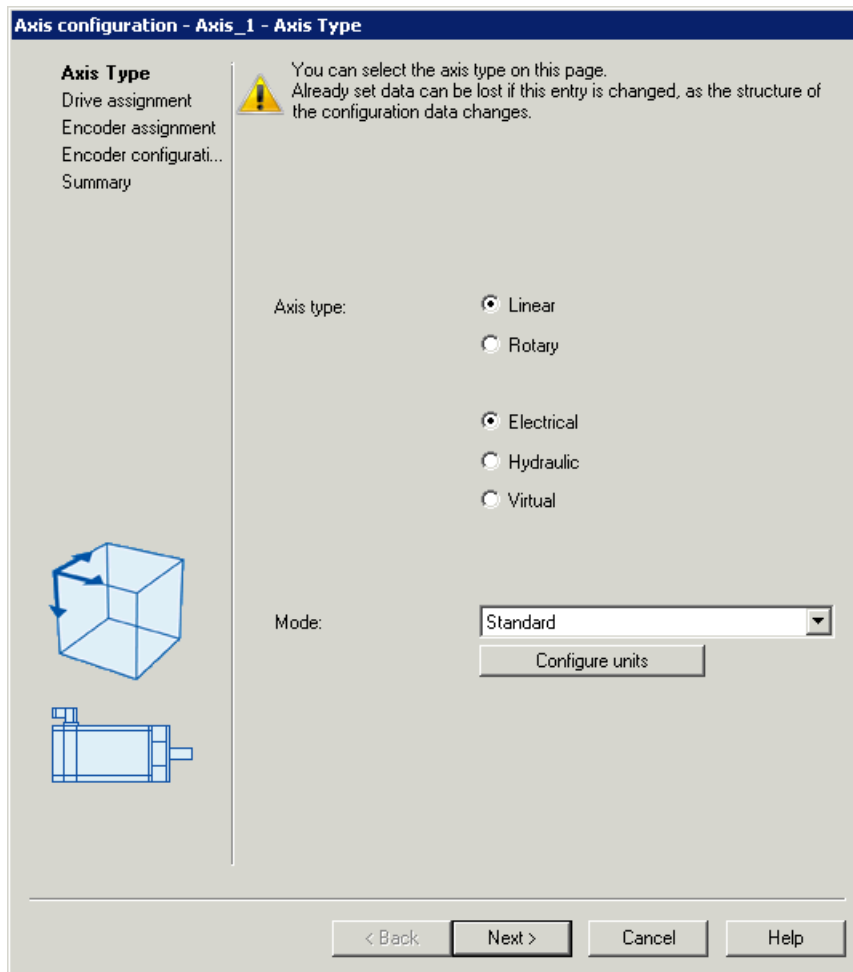 Axis configuration - Axis_1 - Axis Type
Axis Type
Drive assignment
Encoder assignment
Encoder configurati...
Summary
You can select the axis type on this page.
Already set data can be lost if this entry is changed, as the structure of
the configuration data changes.
Axis type:
Linear
Rotary
Electrical
Hydraulic
Virtual
Mode:
Standard
Configure units
< Back
Next >
Cancel
Help